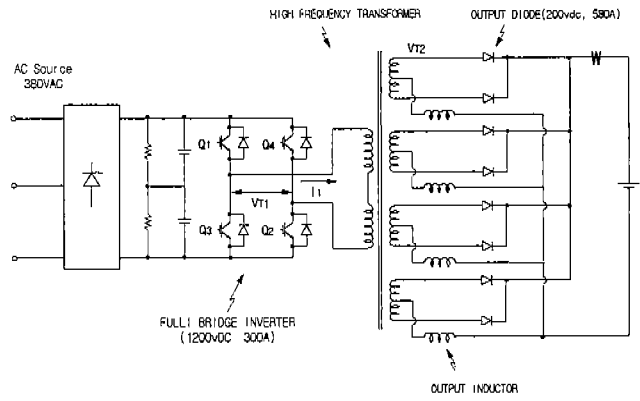 HIGH FREQUENCY TRANSFORMER
OUTPUT DIODE(200vdc, 580A)
AC Source
380VAC
VT2
Q1
Q4
I1
VT1
Q3
Q2
FULL1 BRIDGE INVERTER
(1200vDC 300A)
OUTPUT INDUCTOR